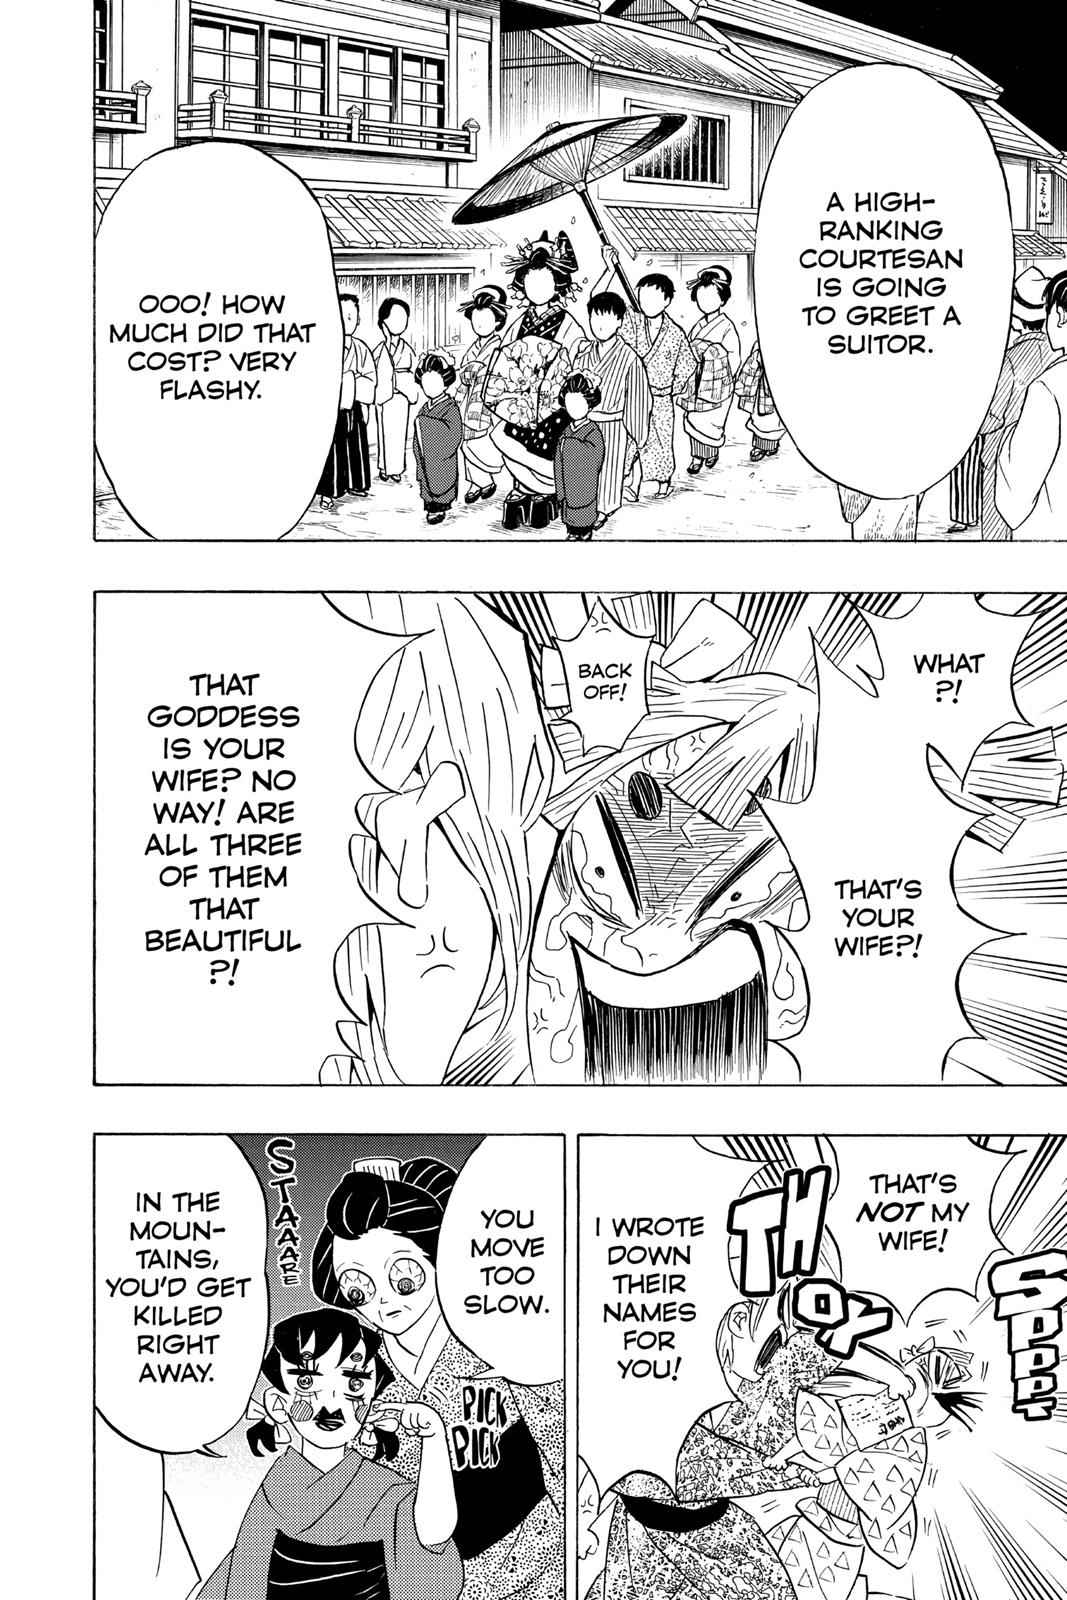 A HIGH-
RANKING
COURTESAN
IS GOING
TO GREET A
SUITOR.
OOO! HOW
MUCH DID THAT
COST? VERY
FLASHY.
WHAT
?!
THAT'S
YOUR
WIFE?!
BACK
OFF!
THAT
GODDESS
IS YOUR
WIFE? NO
WAY! ARE
ALL THREE
OF THEM
THAT
BEAUTIFUL
?!
THAT'S
NOT MY
WIFE!
SPPPT
THOK
I WROTE
DOWN
THEIR
NAMES
FOR
YOU!
YOU
MOVE
TOO
SLOW.
STAAARE
PICK
PICK
IN THE
MOUN-
TAINS,
YOU'D GET
KILLED
RIGHT
AWAY.